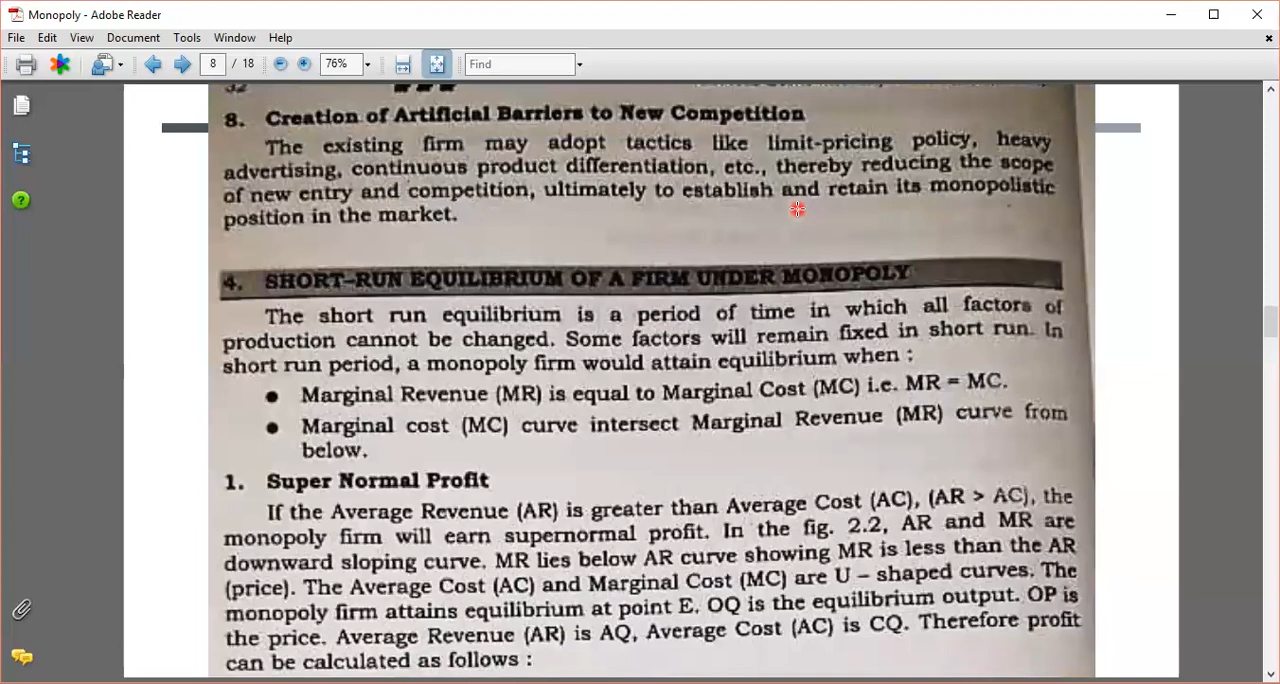 Monopoly - Adobe Reader
File Edit View Document Tools Window Help
8 / 18 76% Find
32
8. Creation of Artificial Barriers to New Competition
The existing firm may adopt tactics like limit-pricing policy, heavy
advertising, continuous product differentiation, etc., thereby reducing the scope
of new entry and competition, ultimately to establish and retain its monopolistic
position in the market.
4. SHORT-RUN EQUILIBRIUM OF A FIRM UNDER MONOPOLY
The short run equilibrium is a period of time in which all factors of
production cannot be changed. Some factors will remain fixed in short run. In
short run period, a monopoly firm would attain equilibrium when :
● Marginal Revenue (MR) is equal to Marginal Cost (MC) i.e. MR = MC.
● Marginal cost (MC) curve intersect Marginal Revenue (MR) curve from
below.
1. Super Normal Profit
If the Average Revenue (AR) is greater than Average Cost (AC), (AR > AC), the
monopoly firm will earn supernormal profit. In the fig. 2.2, AR and MR are
downward sloping curve. MR lies below AR curve showing MR is less than the AR
(price). The Average Cost (AC) and Marginal Cost (MC) are U – shaped curves. The
monopoly firm attains equilibrium at point E. OQ is the equilibrium output. OP is
the price. Average Revenue (AR) is AQ, Average Cost (AC) is CQ. Therefore profit
can be calculated as follows :